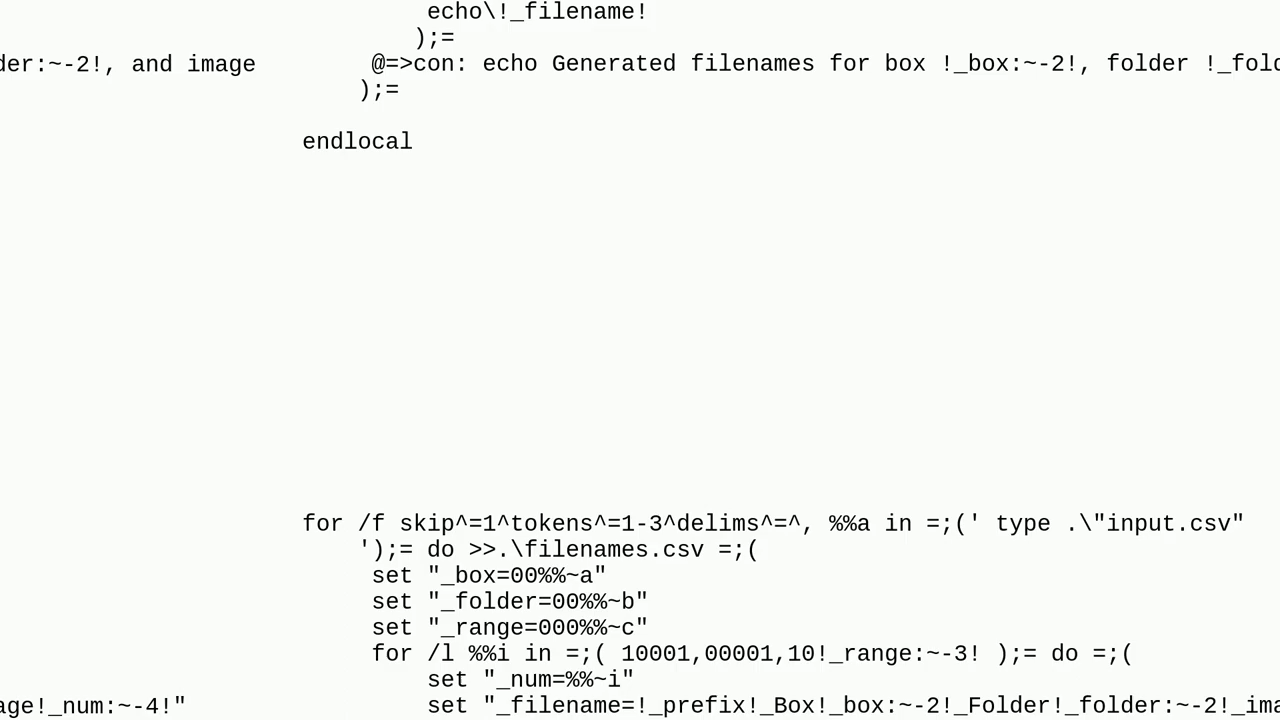 echo\!_filename!
);=
der:~-2!, and image
@=>con: echo Generated filenames for box !_box:~-2!, folder !_fold
);=
endlocal
for /f skip^=1^tokens^=1-3^delims^=^, %%a in =;(' type .\"input.csv"
');= do >>.\filenames.csv =;(
set "_box=00%%~a"
set "_folder=00%%~b"
set "_range=000%%~c"
for /l %%i in =;( 10001,00001,10!_range:~-3! );= do =;(
set "_num=%%~i"
age!_num:~-4!"
set "_filename=!_prefix!_Box!_box:~-2!_Folder!_folder:~-2!_ima